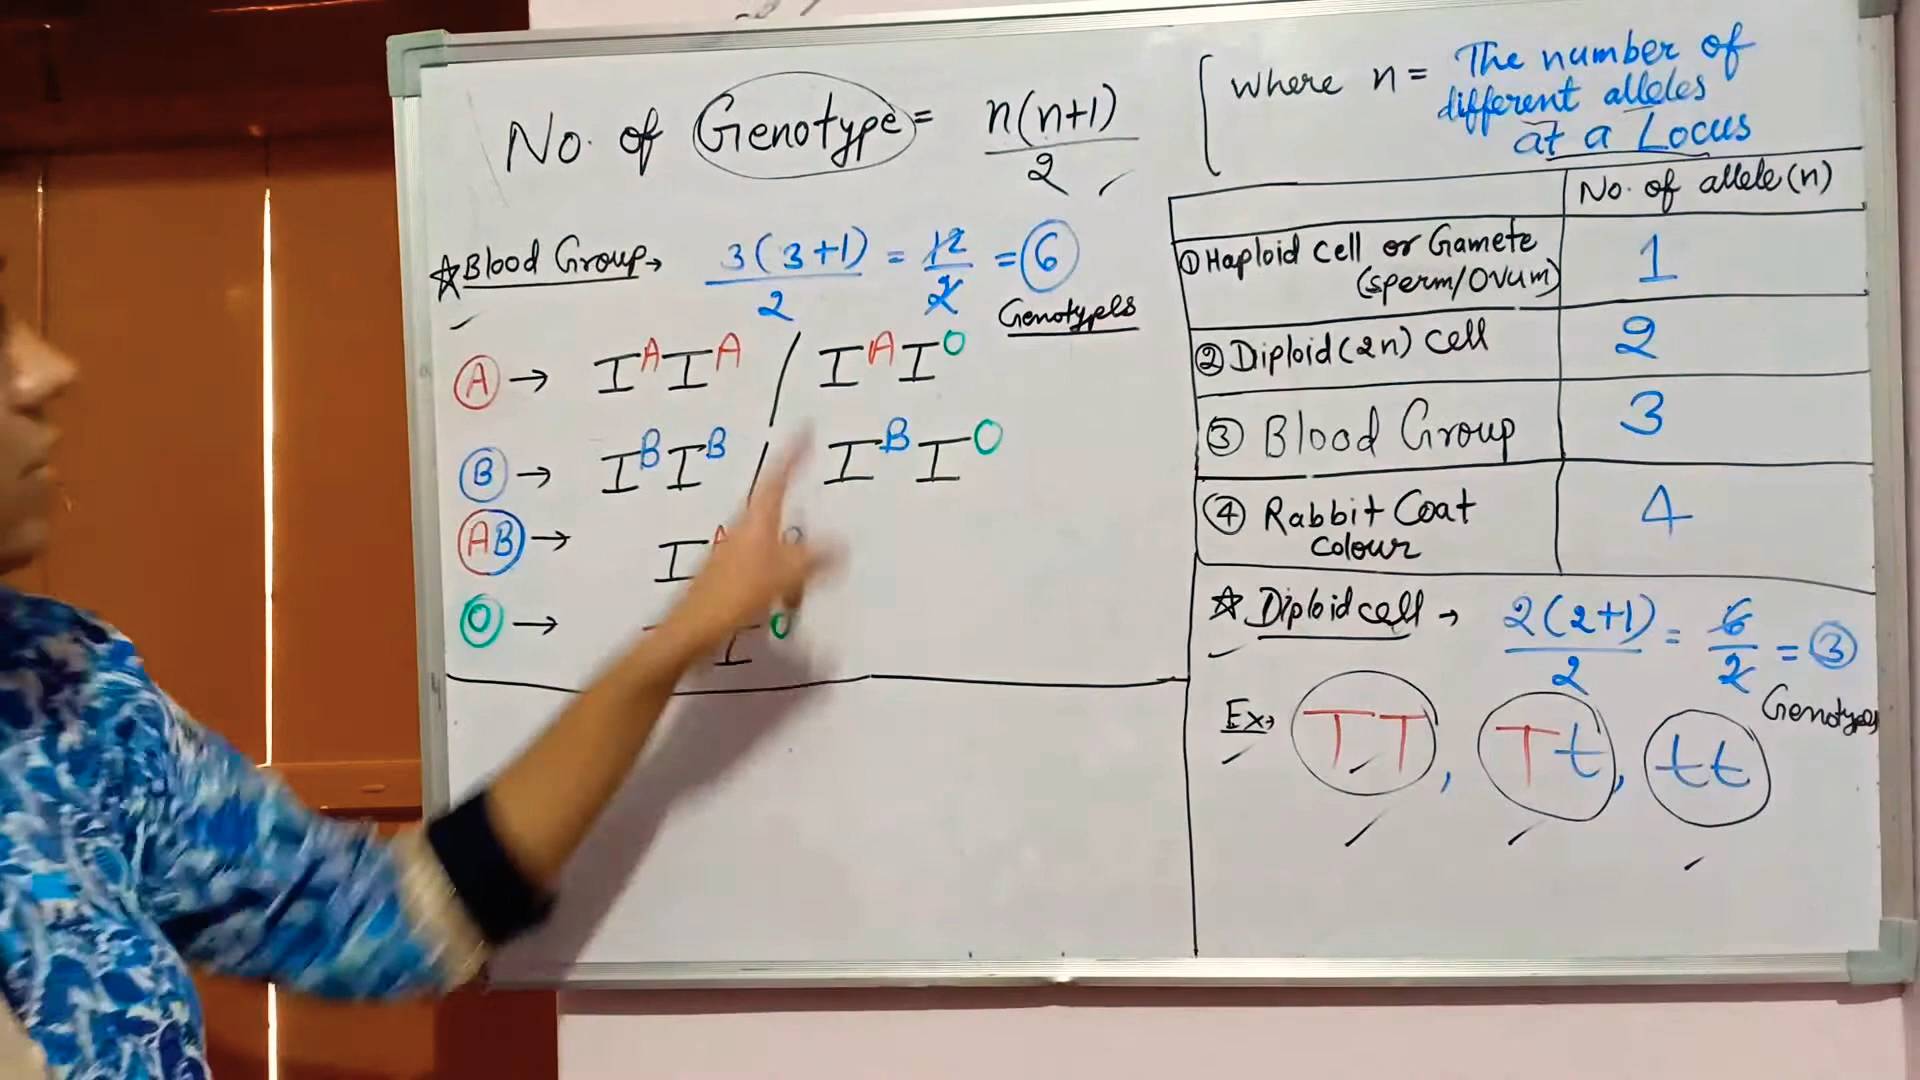 No. of Genotype = n(n+1)/2
{ where n = The number of
different alleles
at a Locus
☆ Blood Group → 3(3+1)/2 = 12/2 = 6
Genotypels
A → IᴬIᴬ / IᴬIᴼ
B → IᴮIᴮ / IᴮIᴼ
AB → Iᴬ
O → I I⁰
No. of allele(n)
① Haploid cell or Gamete 1
(sperm/Ovum)
② Diploid(2n) cell 2
③ Blood Group 3
④ Rabbit Coat 4
colour
☆ Diploid cell → 2(2+1)/2 = 6/2 = 3
Genotypes
Ex→ TT, Tt, tt